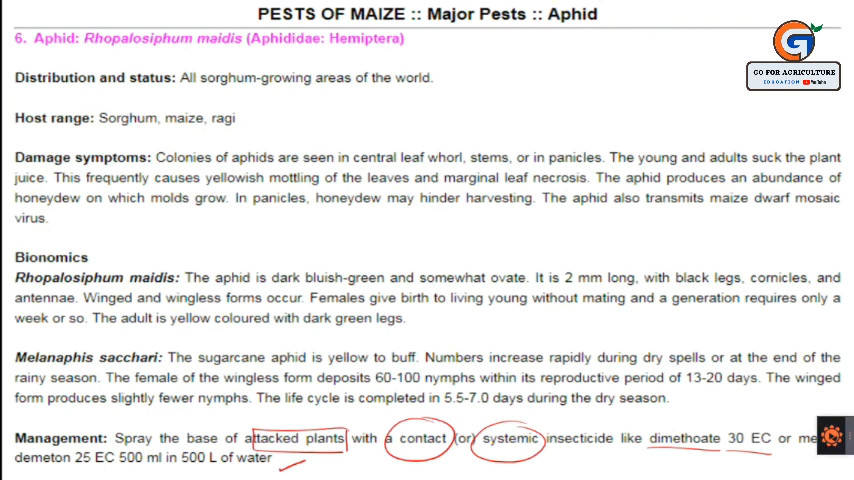 PESTS OF MAIZE :: Major Pests :: Aphid
6. Aphid: Rhopalosiphum maidis (Aphididae: Hemiptera)
GO FOR AGRICULTURE
EDUCATION YouTube
Distribution and status: All sorghum-growing areas of the world.
Host range: Sorghum, maize, ragi
Damage symptoms: Colonies of aphids are seen in central leaf whorl, stems, or in panicles. The young and adults suck the plant
juice. This frequently causes yellowish mottling of the leaves and marginal leaf necrosis. The aphid produces an abundance of
honeydew on which molds grow. In panicles, honeydew may hinder harvesting. The aphid also transmits maize dwarf mosaic
virus.
Bionomics
Rhopalosiphum maidis: The aphid is dark bluish-green and somewhat ovate. It is 2 mm long, with black legs, cornicles, and
antennae. Winged and wingless forms occur. Females give birth to living young without mating and a generation requires only a
week or so. The adult is yellow coloured with dark green legs.
Melanaphis sacchari: The sugarcane aphid is yellow to buff. Numbers increase rapidly during dry spells or at the end of the
rainy season. The female of the wingless form deposits 60-100 nymphs within its reproductive period of 13-20 days. The winged
form produces slightly fewer nymphs. The life cycle is completed in 5.5-7.0 days during the dry season.
Management: Spray the base of attacked plants with a contact (or) systemic insecticide like dimethoate 30 EC or
demeton 25 EC 500 ml in 500 L of water